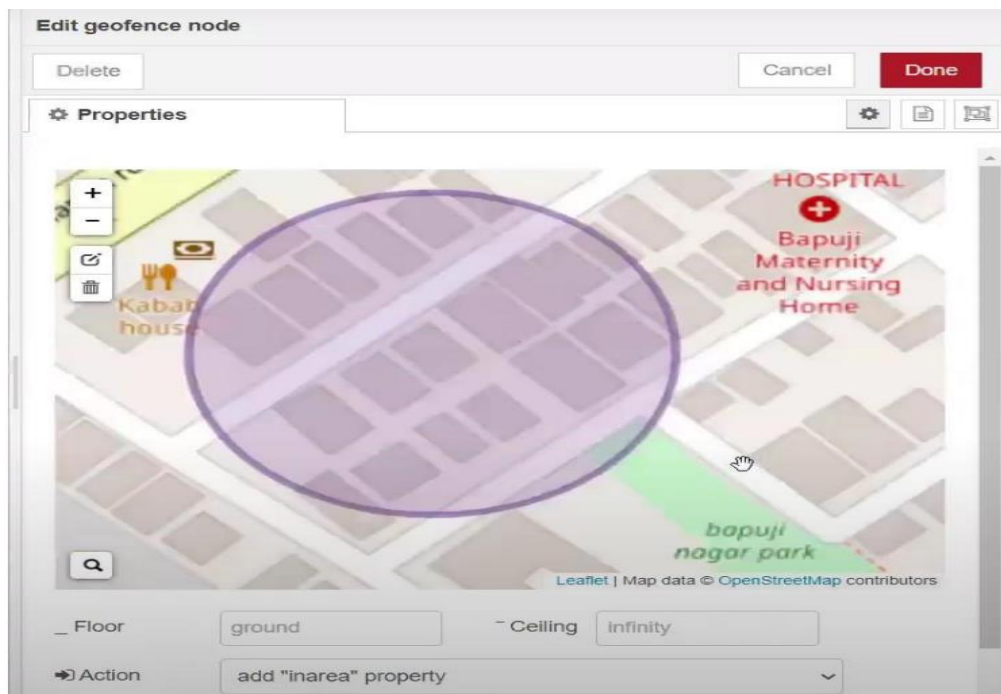 Edit geofence node
Delete
Cancel
Done
Properties
+
−
Kabab
house
HOSPITAL
Bapuji
Maternity
and Nursing
Home
bapuji
nagar park
Leaflet | Map data © OpenStreetMap contributors
_ Floor
ground
‾ Ceiling
infinity
Action
add "inarea" property